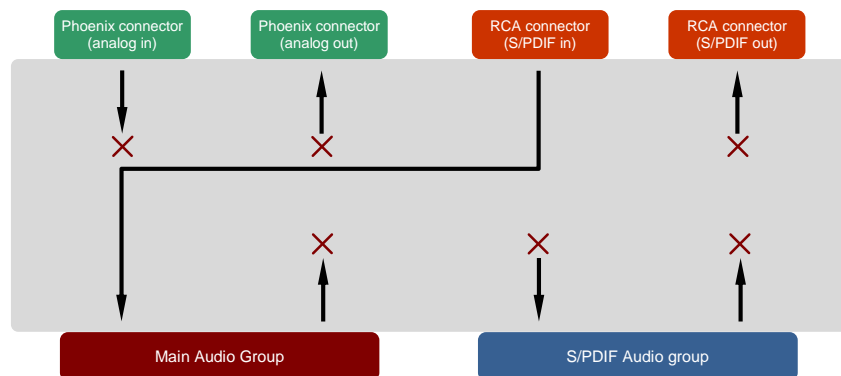 Phoenix connector
(analog in)
Phoenix connector
(analog out)
RCA connector
(S/PDIF in)
RCA connector
(S/PDIF out)
Main Audio Group
S/PDIF Audio group